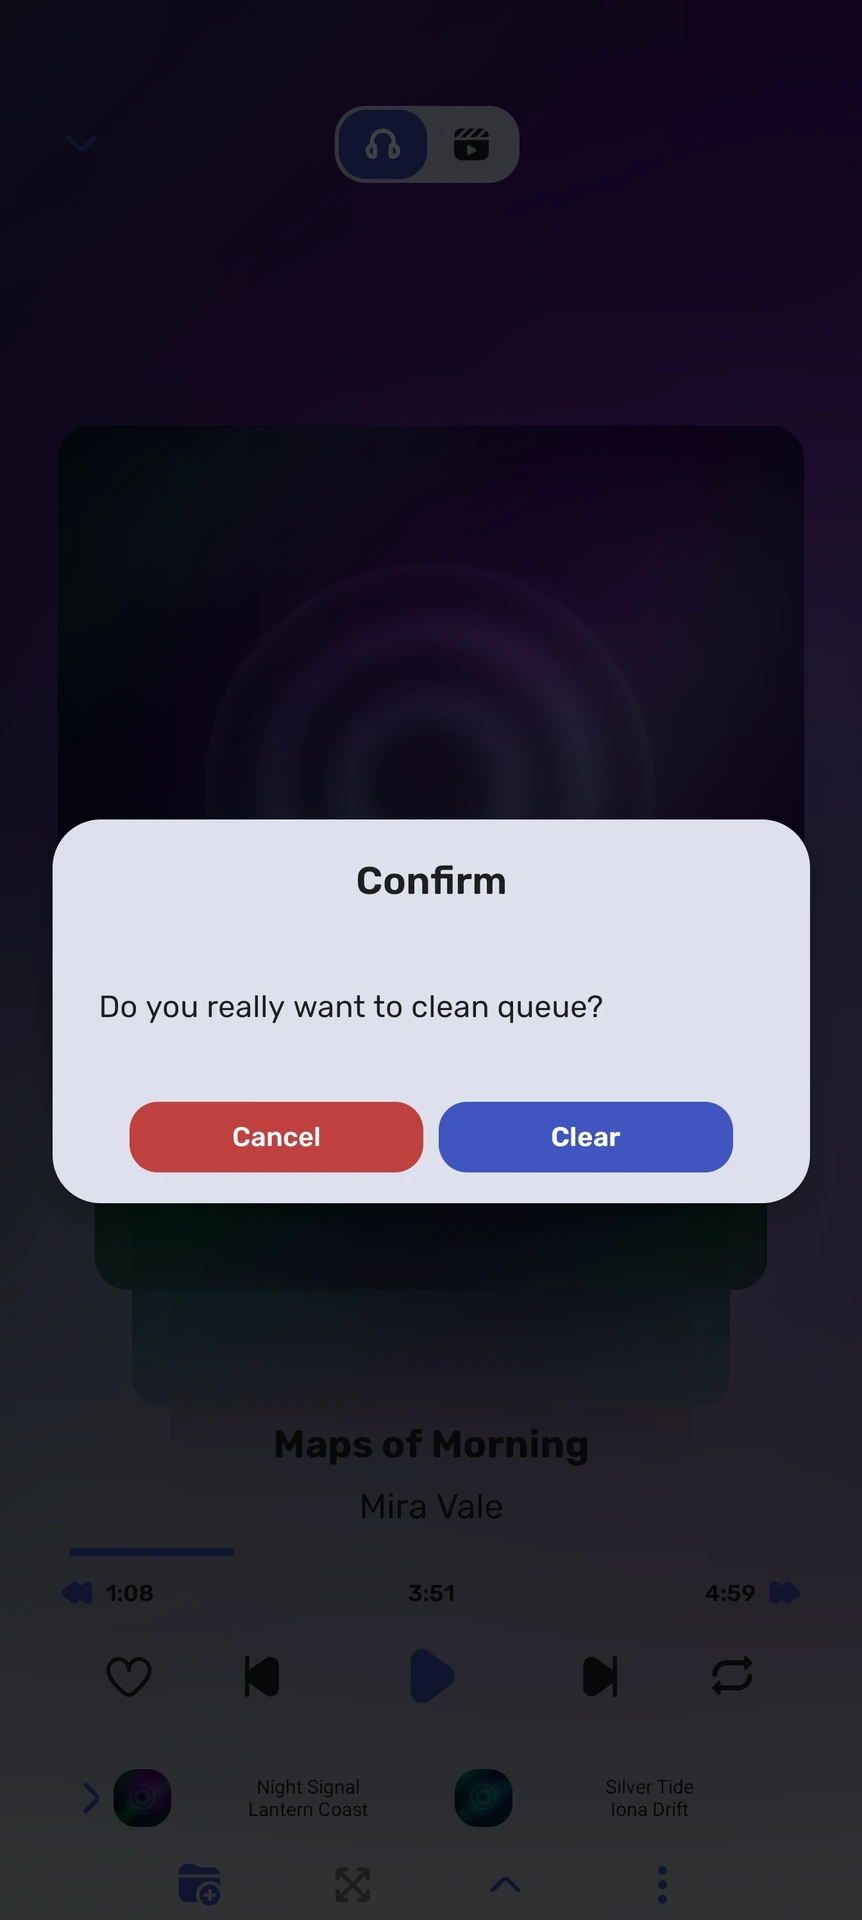 Confirm
Do you really want to clean queue?
Cancel
Clear
Maps of Morning
Mira Vale
1:08
3:51
4:59
Night Signal
Lantern Coast
Silver Tide
Iona Drift